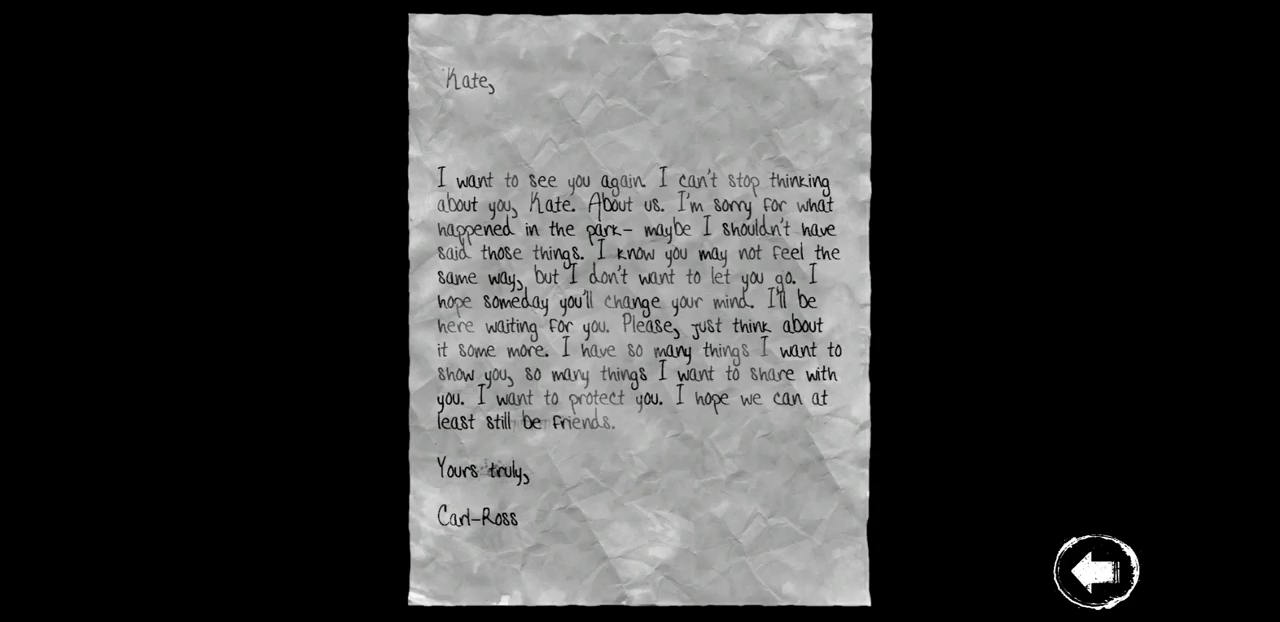 Kate,
I want to see you again. I can't stop thinking
about you, Kate. About us. I'm sorry for what
happened in the park- maybe I shouldn't have
said those things. I know you may not feel the
same way, but I don't want to let you go. I
hope someday you'll change your mind. I'll be
here waiting for you. Please, just think about
it some more. I have so many things I want to
show you, so many things I want to share with
you. I want to protect you. I hope we can at
least still be friends.
Yours truly,
Carl-Ross